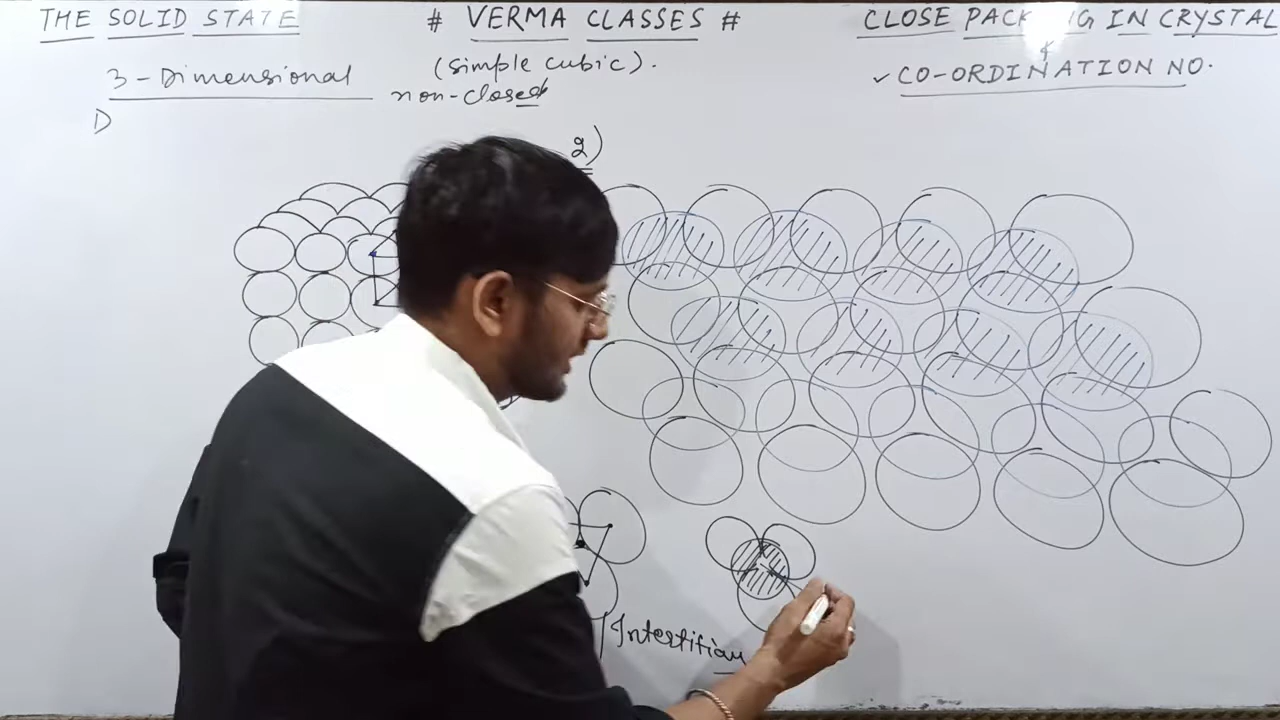 THE SOLID STATE
# VERMA CLASSES #
CLOSE PACK G IN CRYSTAL
&
✓ CO-ORDINATION NO.
3-Dimensional
(simple cubic).
non-closed
1)
2)